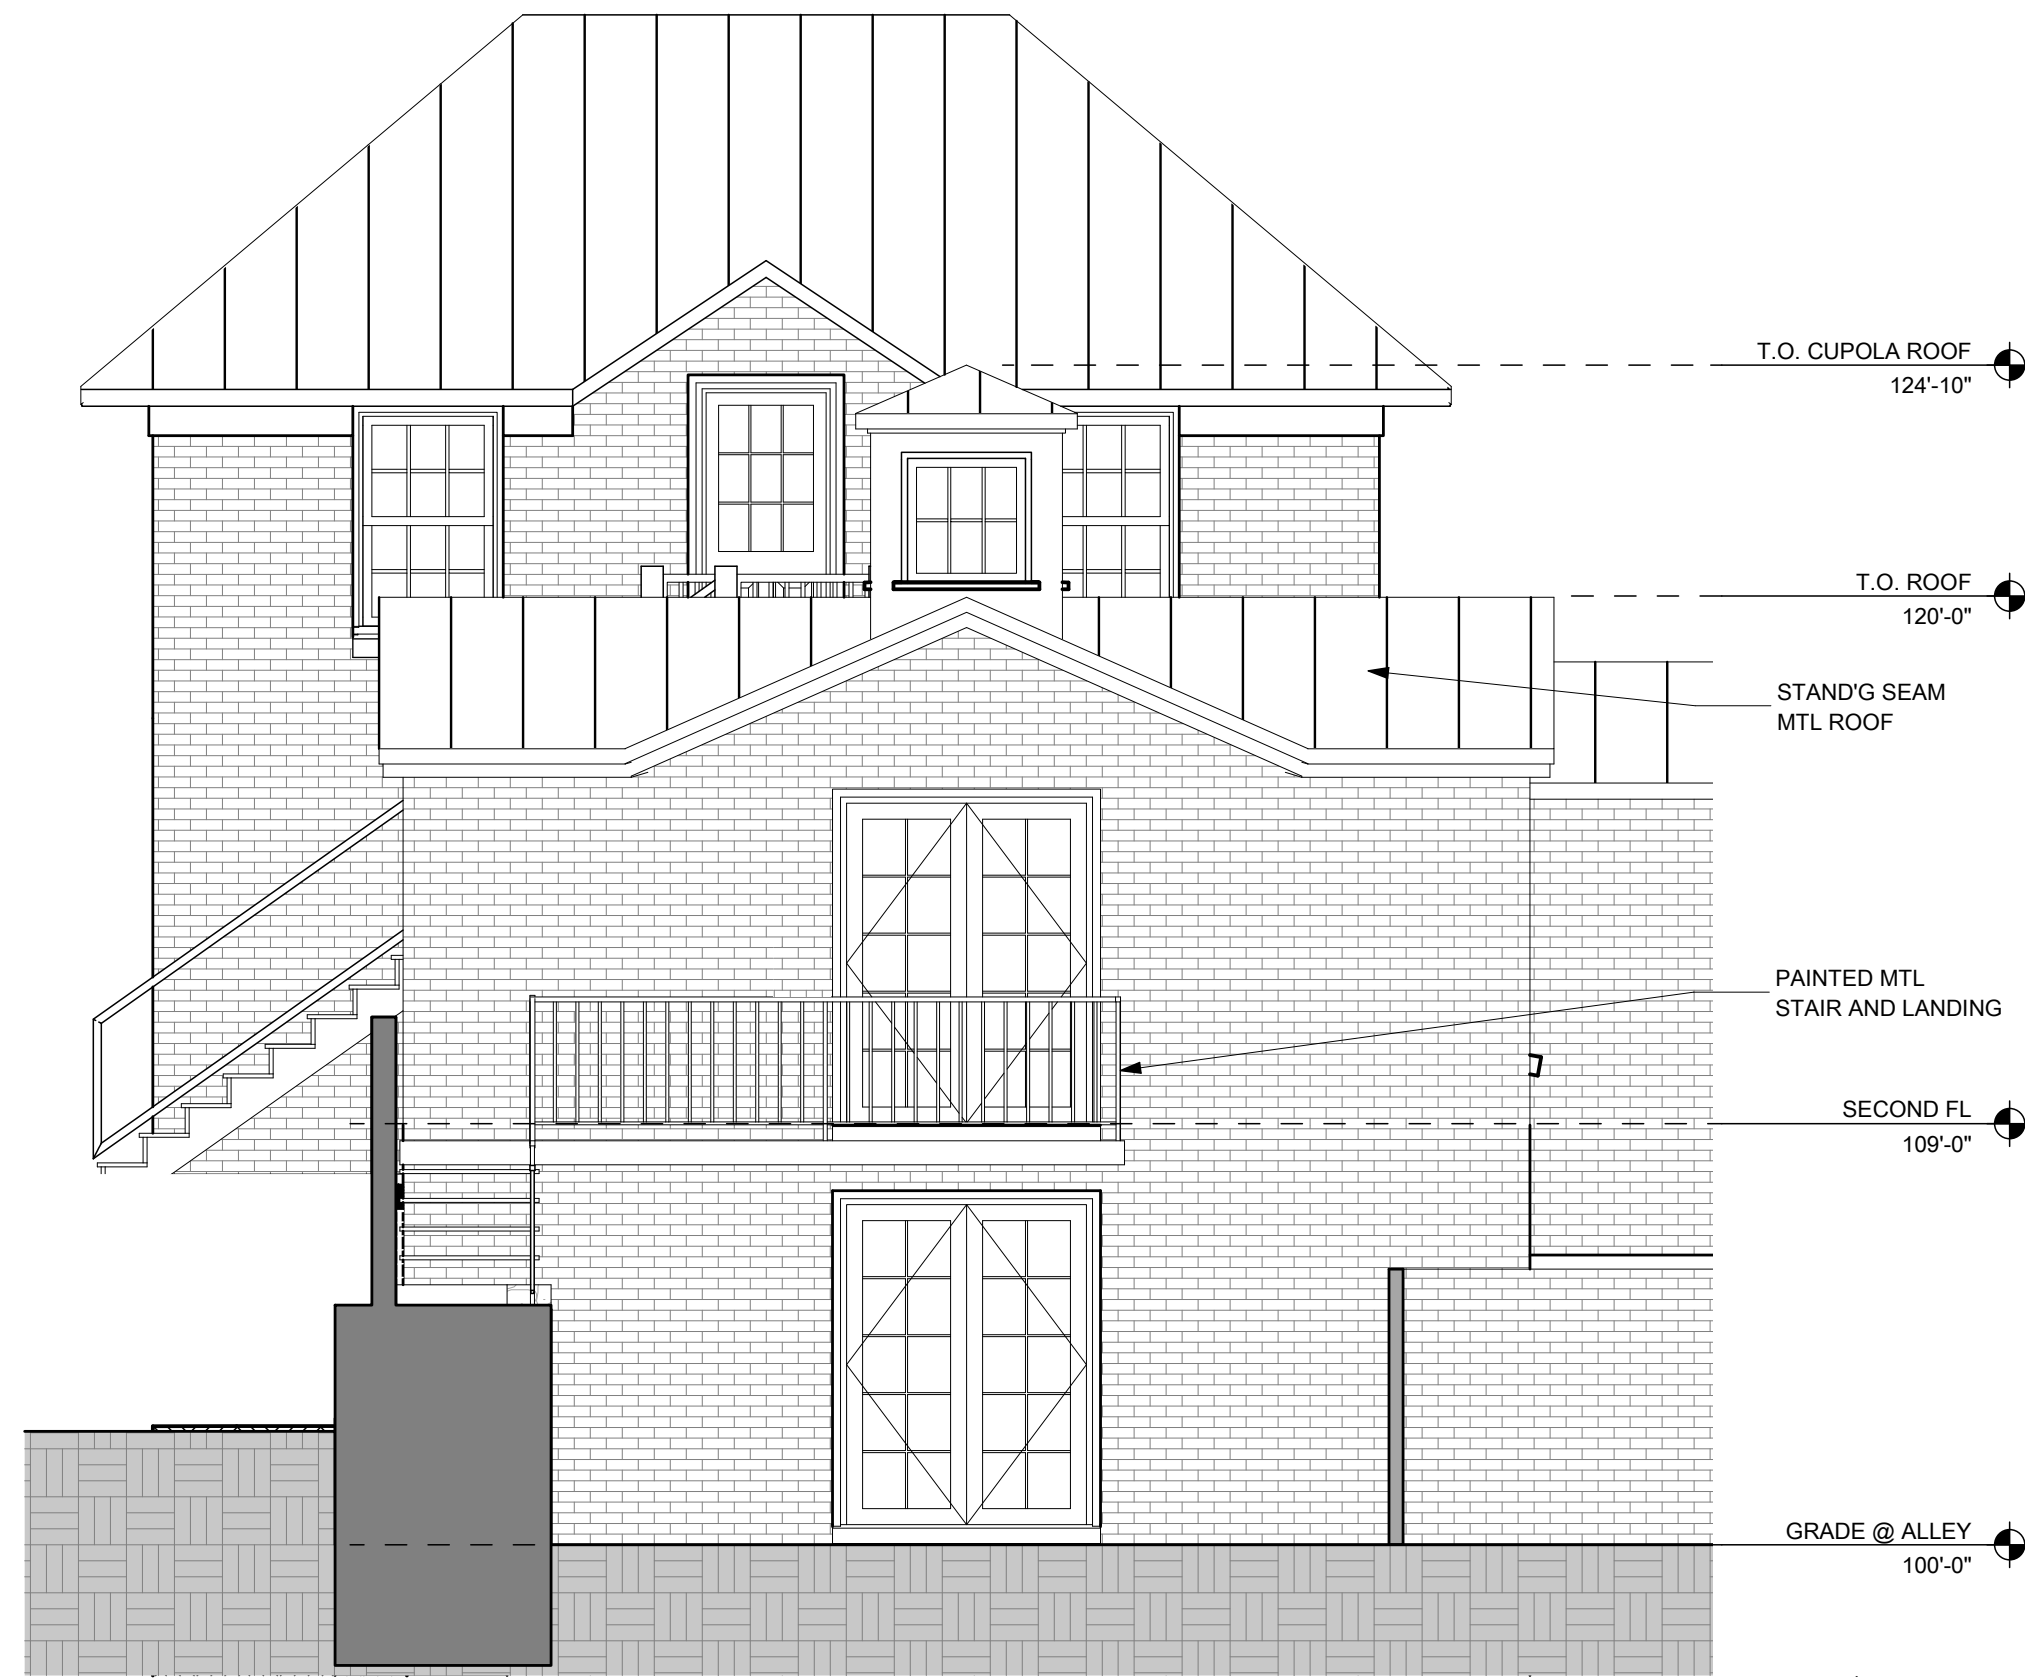 T.O. CUPOLA ROOF
124'-10"
T.O. ROOF
120'-0"
STAND'G SEAM
MTL ROOF
PAINTED MTL
STAIR AND LANDING
SECOND FL
109'-0"
GRADE @ ALLEY
100'-0"